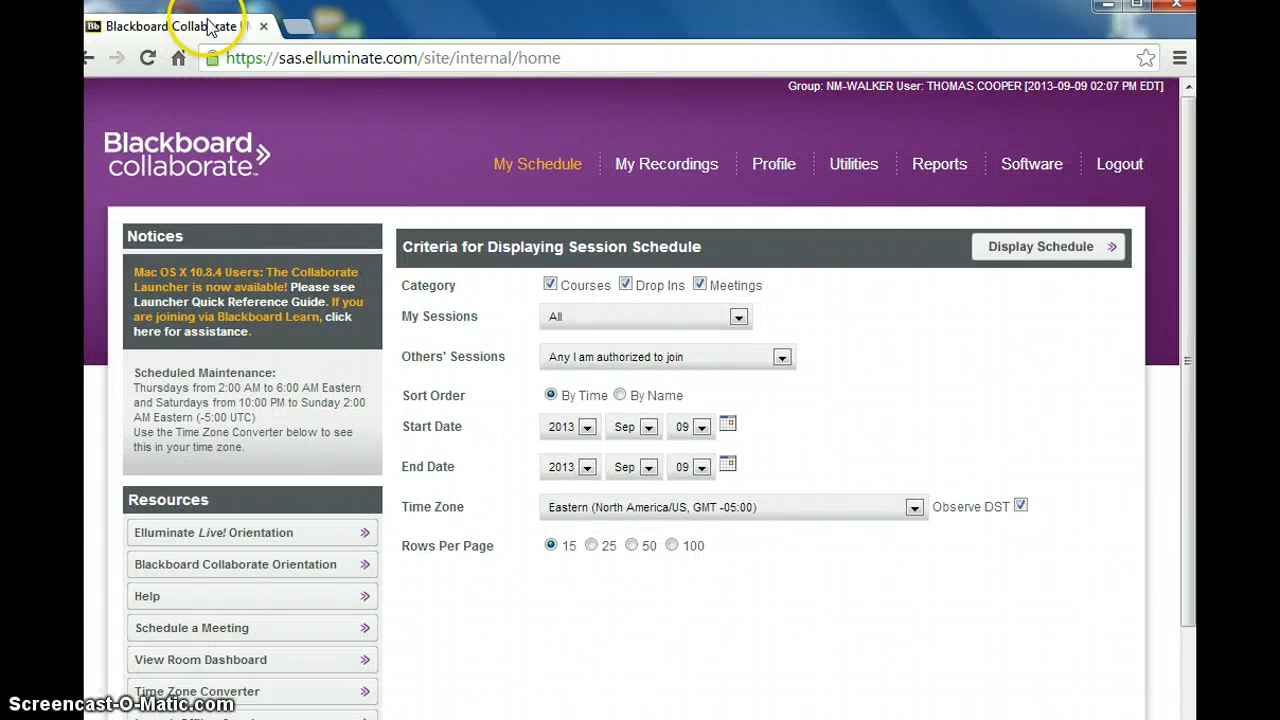 Blackboard Collaborate
https://sas.elluminate.com/site/internal/home
Group: NM-WALKER User: THOMAS.COOPER [2013-09-09 02:07 PM EDT]
Blackboard
collaborate
My Schedule
My Recordings
Profile
Utilities
Reports
Software
Logout
Notices
Mac OS X 10.8.4 Users: The Collaborate
Launcher is now available! Please see
Launcher Quick Reference Guide. If you
are joining via Blackboard Learn, click
here for assistance.
Scheduled Maintenance:
Thursdays from 2:00 AM to 6:00 AM Eastern
and Saturdays from 10:00 PM to Sunday 2:00
AM Eastern (-5:00 UTC)
Use the Time Zone Converter below to see
this in your time zone.
Resources
Elluminate Live! Orientation
Blackboard Collaborate Orientation
Help
Schedule a Meeting
View Room Dashboard
Time Zone Converter
Criteria for Displaying Session Schedule
Display Schedule
Category Courses Drop Ins Meetings
My Sessions All
Others' Sessions Any I am authorized to join
Sort Order By Time By Name
Start Date 2013 Sep 09
End Date 2013 Sep 09
Time Zone Eastern (North America/US, GMT -05:00) Observe DST
Rows Per Page 15 25 50 100
Screencast-O-Matic.com